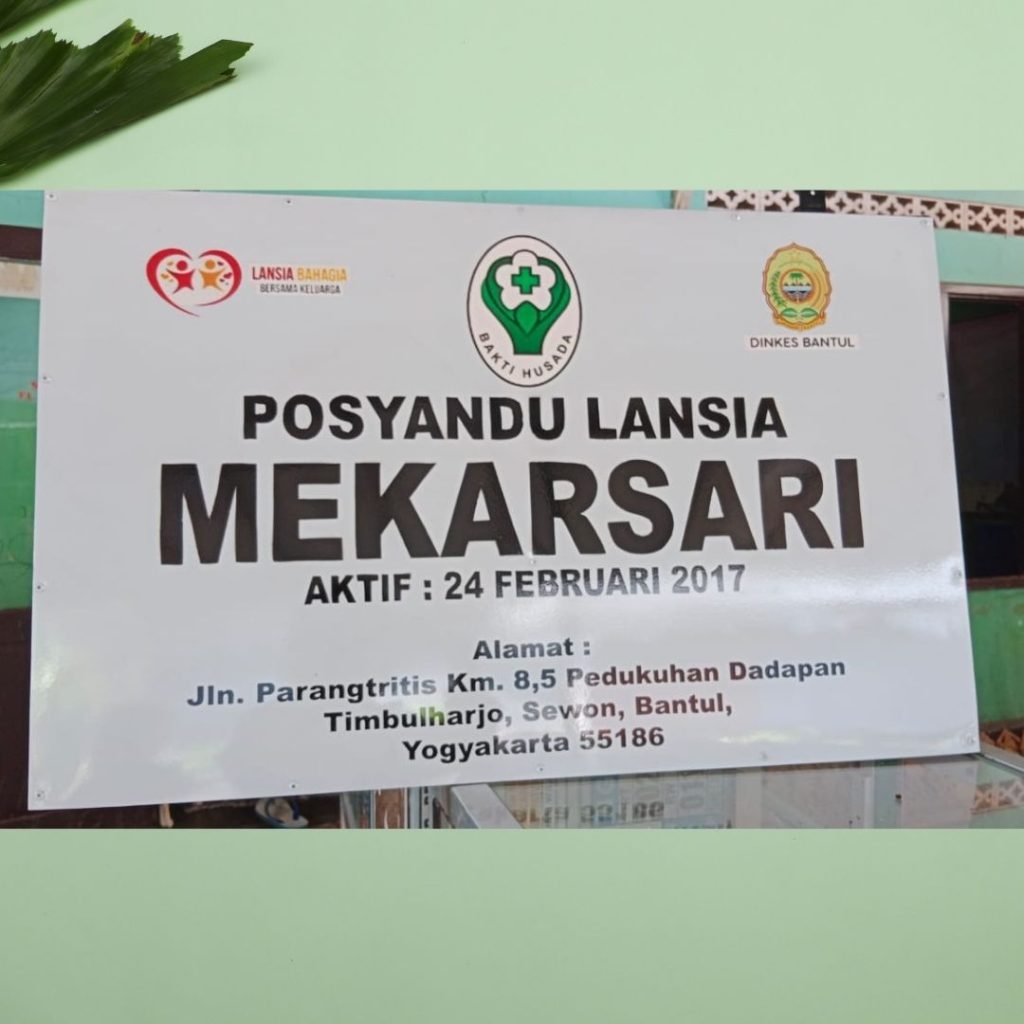 LANSIA BAHAGIA
BERSAMA KELUARGA
BAKTI HUSADA
DINKES BANTUL
POSYANDU LANSIA
MEKARSARI
AKTIF : 24 FEBRUARI 2017
Alamat :
Jln. Parangtritis Km. 8,5 Pedukuhan Dadapan
Timbulharjo, Sewon, Bantul,
Yogyakarta 55186